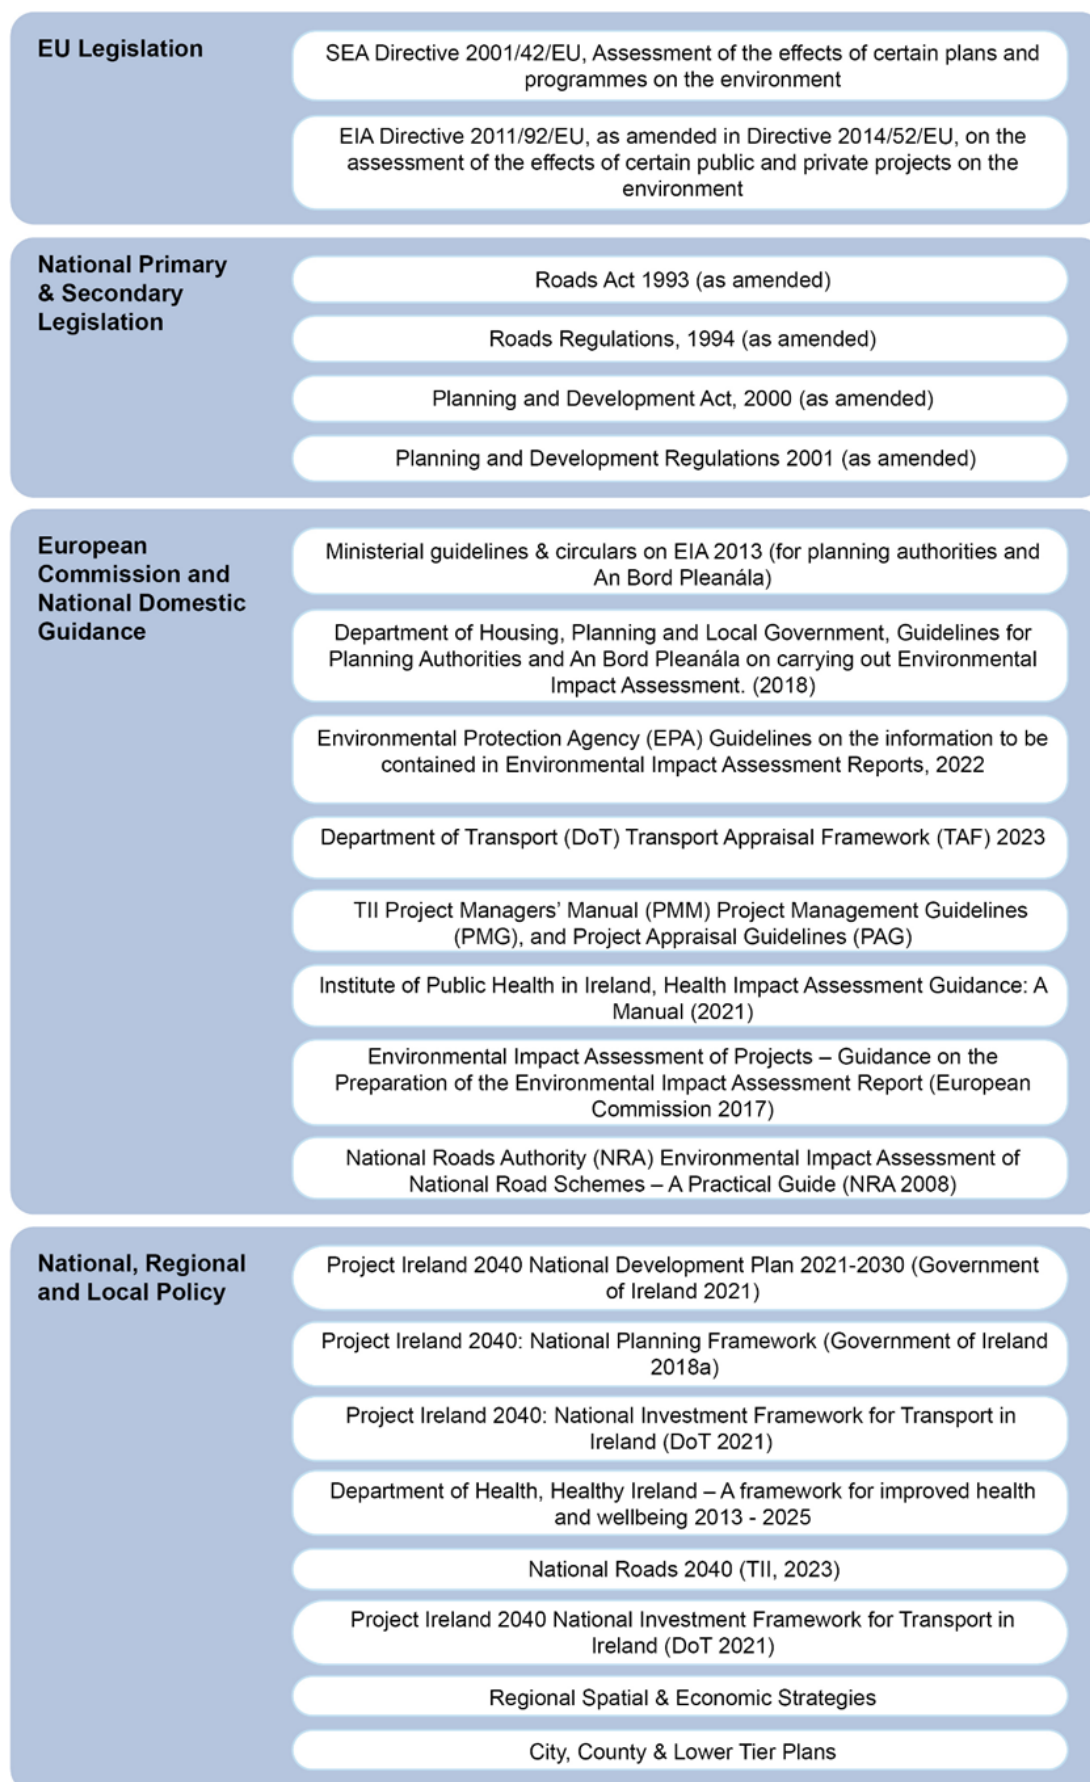 EU Legislation
SEA Directive 2001/42/EU, Assessment of the effects of certain plans and
programmes on the environment
EIA Directive 2011/92/EU, as amended in Directive 2014/52/EU, on the
assessment of the effects of certain public and private projects on the
environment
National Primary
& Secondary
Legislation
Roads Act 1993 (as amended)
Roads Regulations, 1994 (as amended)
Planning and Development Act, 2000 (as amended)
Planning and Development Regulations 2001 (as amended)
European
Commission and
National Domestic
Guidance
Ministerial guidelines & circulars on EIA 2013 (for planning authorities and
An Bord Pleanála)
Department of Housing, Planning and Local Government, Guidelines for
Planning Authorities and An Bord Pleanála on carrying out Environmental
Impact Assessment. (2018)
Environmental Protection Agency (EPA) Guidelines on the information to be
contained in Environmental Impact Assessment Reports, 2022
Department of Transport (DoT) Transport Appraisal Framework (TAF) 2023
TII Project Managers’ Manual (PMM) Project Management Guidelines
(PMG), and Project Appraisal Guidelines (PAG)
Institute of Public Health in Ireland, Health Impact Assessment Guidance: A
Manual (2021)
Environmental Impact Assessment of Projects – Guidance on the
Preparation of the Environmental Impact Assessment Report (European
Commission 2017)
National Roads Authority (NRA) Environmental Impact Assessment of
National Road Schemes – A Practical Guide (NRA 2008)
National, Regional
and Local Policy
Project Ireland 2040 National Development Plan 2021-2030 (Government
of Ireland 2021)
Project Ireland 2040: National Planning Framework (Government of Ireland
2018a)
Project Ireland 2040: National Investment Framework for Transport in
Ireland (DoT 2021)
Department of Health, Healthy Ireland – A framework for improved health
and wellbeing 2013 - 2025
National Roads 2040 (TII, 2023)
Project Ireland 2040 National Investment Framework for Transport in
Ireland (DoT 2021)
Regional Spatial & Economic Strategies
City, County & Lower Tier Plans